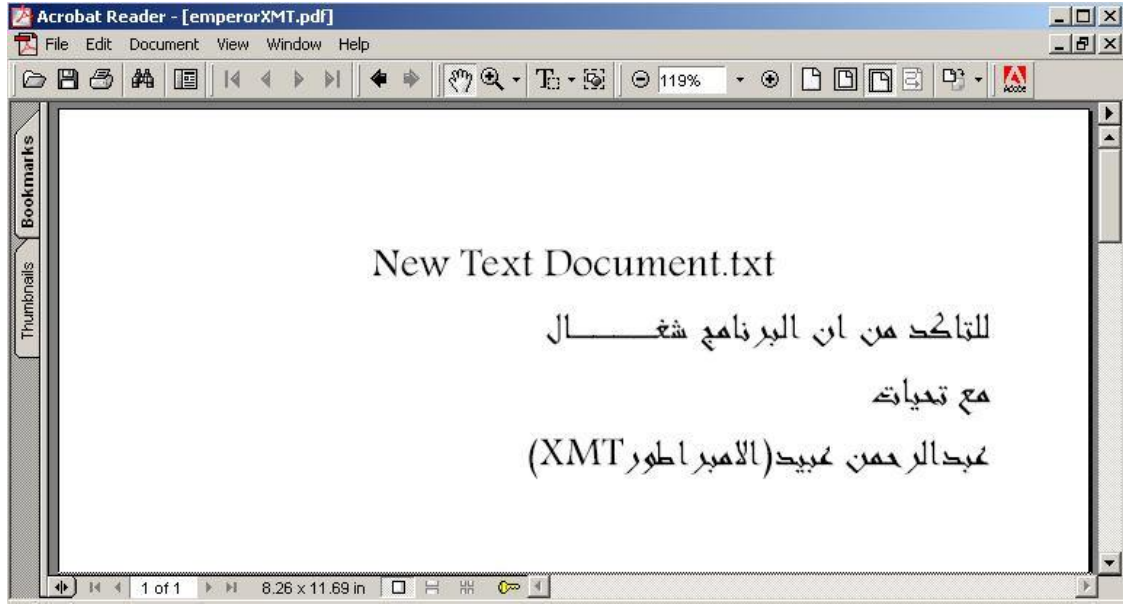 Acrobat Reader - [emperorXMT.pdf]
File Edit Document View Window Help
119%
Adobe
Bookmarks
Thumbnails
New Text Document.txt
للتاكد من ان البرنامج شغـــــــال
مع تحيات
عبدالرحمن عبيد(الامبراطورXMT)
1 of 1 8.26 x 11.69 in